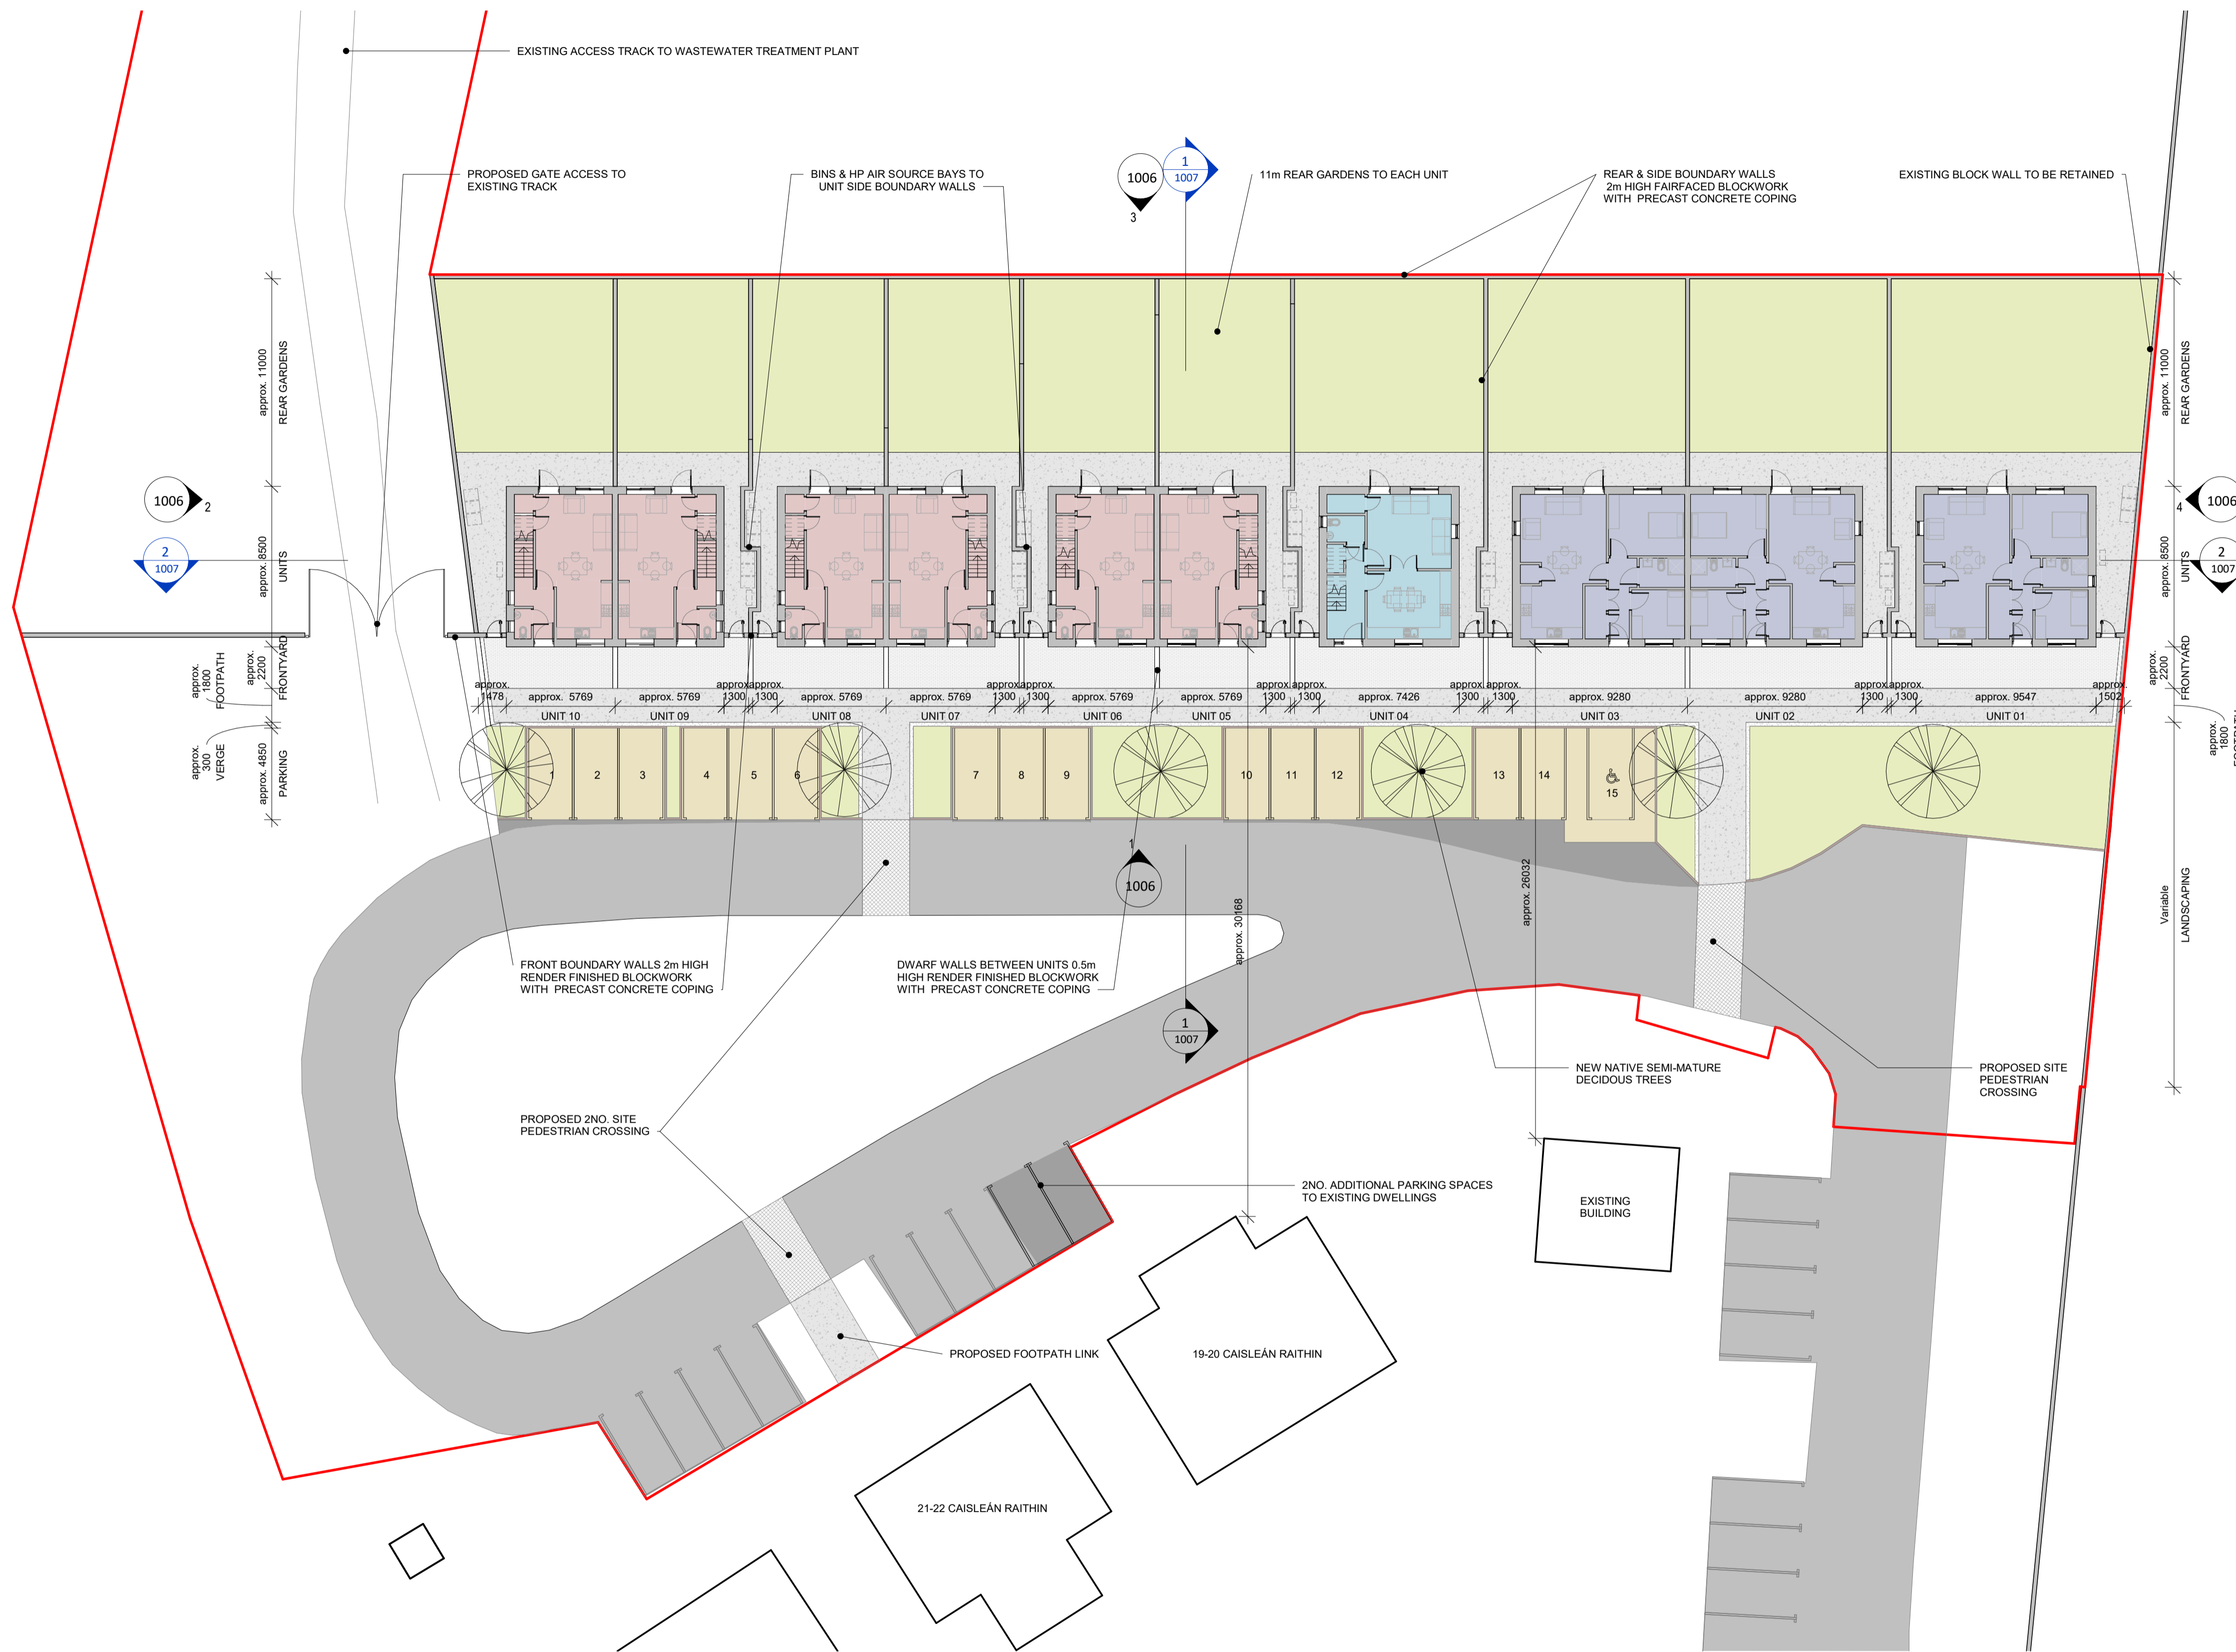 EXISTING ACCESS TRACK TO WASTEWATER TREATMENT PLANT
PROPOSED GATE ACCESS TO
EXISTING TRACK
BINS & HP AIR SOURCE BAYS TO
UNIT SIDE BOUNDARY WALLS
1006
3
1
1007
11m REAR GARDENS TO EACH UNIT
REAR & SIDE BOUNDARY WALLS
2m HIGH FAIRFACED BLOCKWORK
WITH PRECAST CONCRETE COPING
EXISTING BLOCK WALL TO BE RETAINED
approx. 11000
REAR GARDENS
approx. 11000
REAR GARDENS
1006
2
2
1007
approx. 8500
UNITS
approx. 8500
UNITS
4
1006
2
1007
approx.
1800
FOOTPATH
approx.
2200
FRONTYARD
approx.
2200
FRONTYARD
approx.
1800
approx.
1478
approx. 5769
approx. 5769
approx.
1300
approx.
1300
approx. 5769
approx. 5769
approx.
1300
approx.
1300
approx. 5769
approx. 5769
approx.
1300
approx.
1300
approx. 7426
approx.
1300
approx.
1300
approx. 9280
approx. 9280
approx.
1300
approx.
1300
approx. 9547
approx.
1502
UNIT 10
UNIT 09
UNIT 08
UNIT 07
UNIT 06
UNIT 05
UNIT 04
UNIT 03
UNIT 02
UNIT 01
approx.
300
VERGE
approx. 4850
PARKING
1
2
3
4
5
6
7
8
9
10
11
12
13
14
15
1
1006
approx. 30168
approx. 26032
Variable
LANDSCAPING
FRONT BOUNDARY WALLS 2m HIGH
RENDER FINISHED BLOCKWORK
WITH PRECAST CONCRETE COPING
DWARF WALLS BETWEEN UNITS 0.5m
HIGH RENDER FINISHED BLOCKWORK
WITH PRECAST CONCRETE COPING
1
1007
NEW NATIVE SEMI-MATURE
DECIDOUS TREES
PROPOSED SITE
PEDESTRIAN
CROSSING
PROPOSED 2NO. SITE
PEDESTRIAN CROSSING
2NO. ADDITIONAL PARKING SPACES
TO EXISTING DWELLINGS
EXISTING
BUILDING
PROPOSED FOOTPATH LINK
19-20 CAISLEÁN RAITHIN
21-22 CAISLEÁN RAITHIN